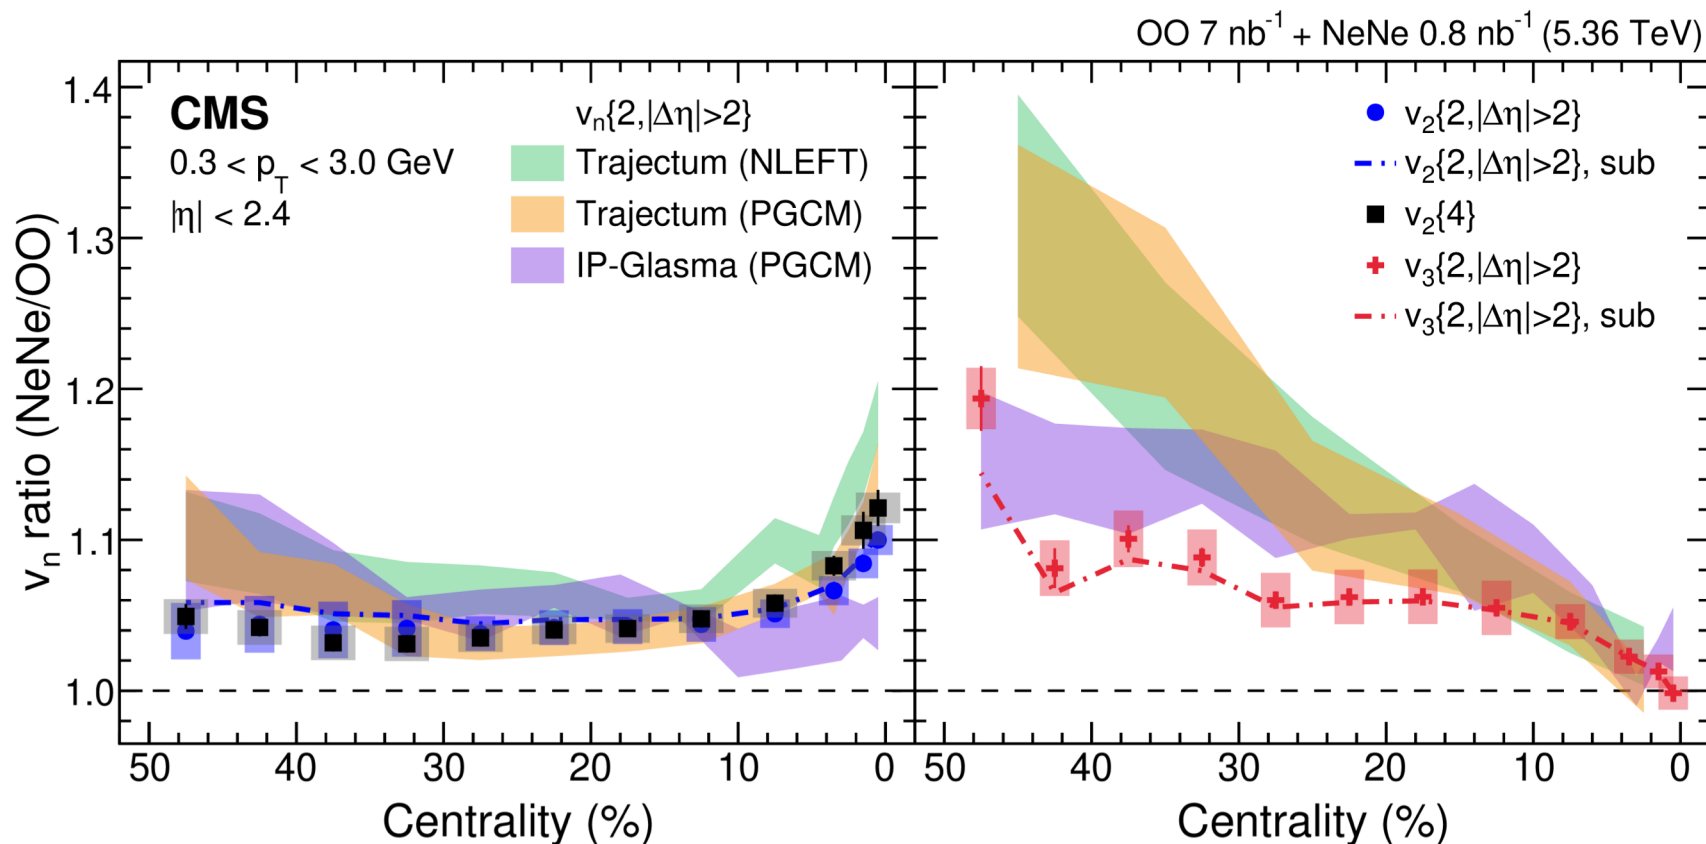 OO 7 nb⁻¹ + NeNe 0.8 nb⁻¹ (5.36 TeV)
CMS
0.3 < p_T < 3.0 GeV
|η| < 2.4
v_n{2,|Δη|>2}
Trajectum (NLEFT)
Trajectum (PGCM)
IP-Glasma (PGCM)
v₂{2,|Δη|>2}
v₂{2,|Δη|>2}, sub
v₂{4}
v₃{2,|Δη|>2}
v₃{2,|Δη|>2}, sub
v_n ratio (NeNe/OO)
1.4
1.3
1.2
1.1
1.0
50 40 30 20 10 0
50 40 30 20 10 0
Centrality (%)
Centrality (%)